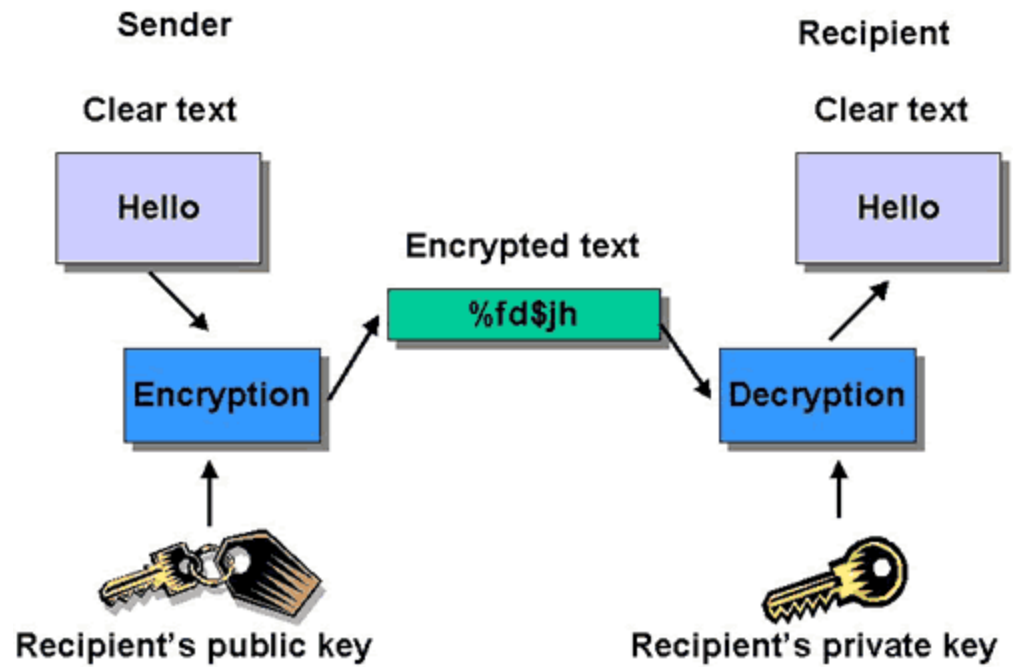 Sender
Recipient
Clear text
Clear text
Hello
Hello
Encrypted text
%fd$jh
Encryption
Decryption
Recipient's public key
Recipient's private key